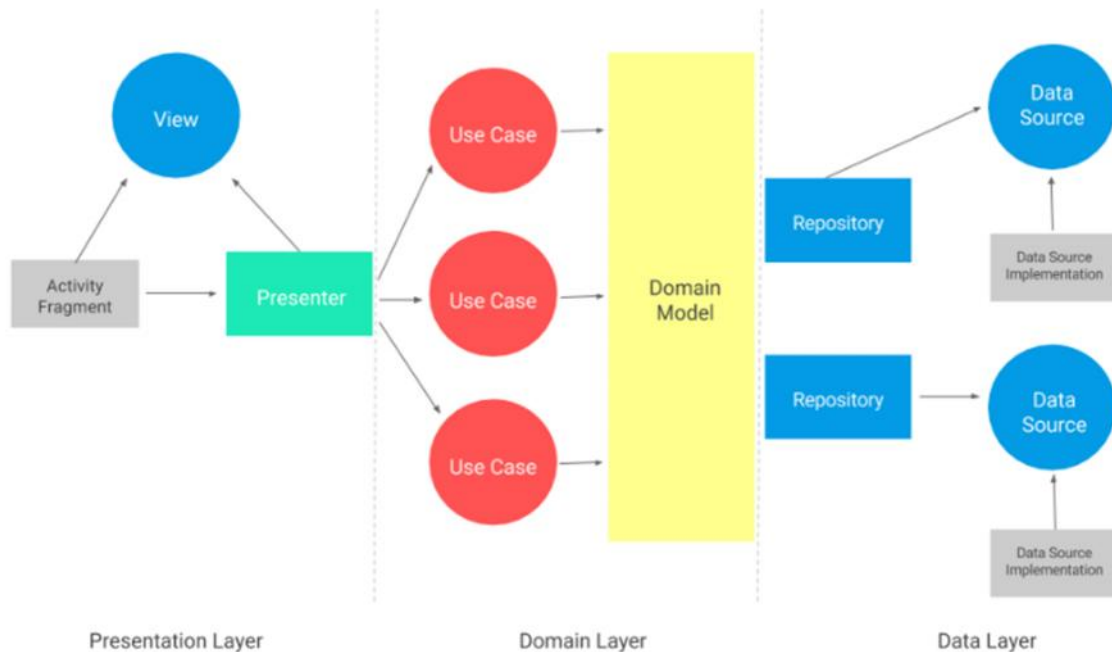 View
Activity
Fragment
Presenter
Use Case
Use Case
Use Case
Domain
Model
Repository
Data
Source
Data Source
Implementation
Repository
Data
Source
Data Source
Implementation
Presentation Layer
Domain Layer
Data Layer